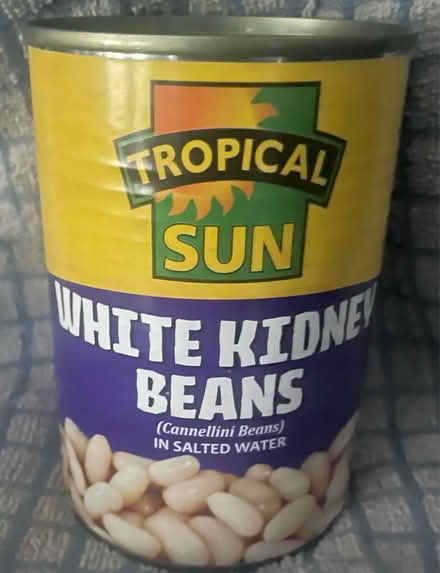 TROPICAL
SUN
WHITE KIDNEY
BEANS
(Cannellini Beans)
IN SALTED WATER